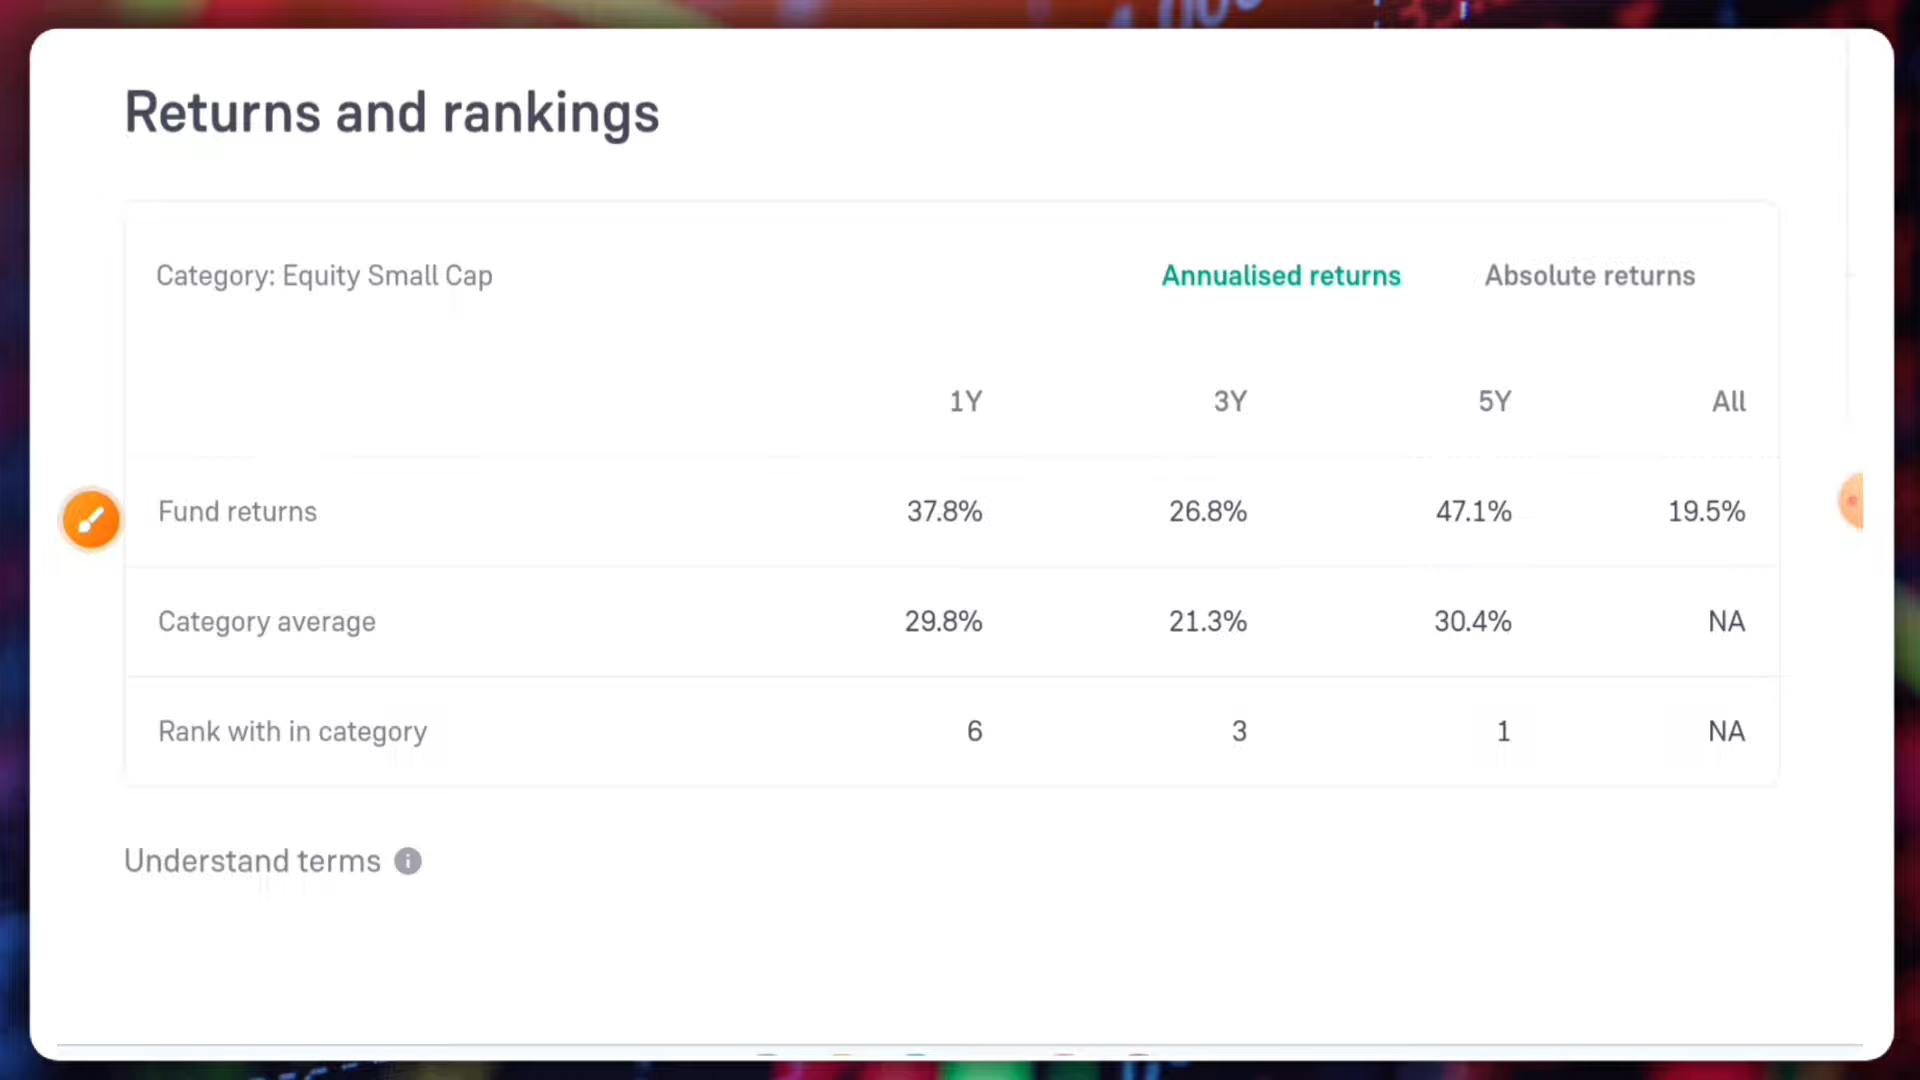 Returns and rankings
Category: Equity Small Cap Annualised returns Absolute returns
1Y 3Y 5Y All
Fund returns 37.8% 26.8% 47.1% 19.5%
Category average 29.8% 21.3% 30.4% NA
Rank with in category 6 3 1 NA
Understand terms